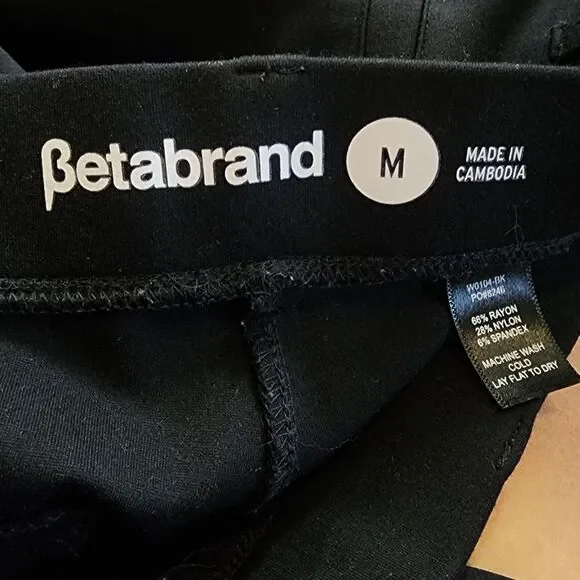 βetabrand
M
MADE IN
CAMBODIA
W0104-BK
PO#8246
66% RAYON
28% NYLON
6% SPANDEX
MACHINE WASH
COLD
LAY FLAT TO DRY